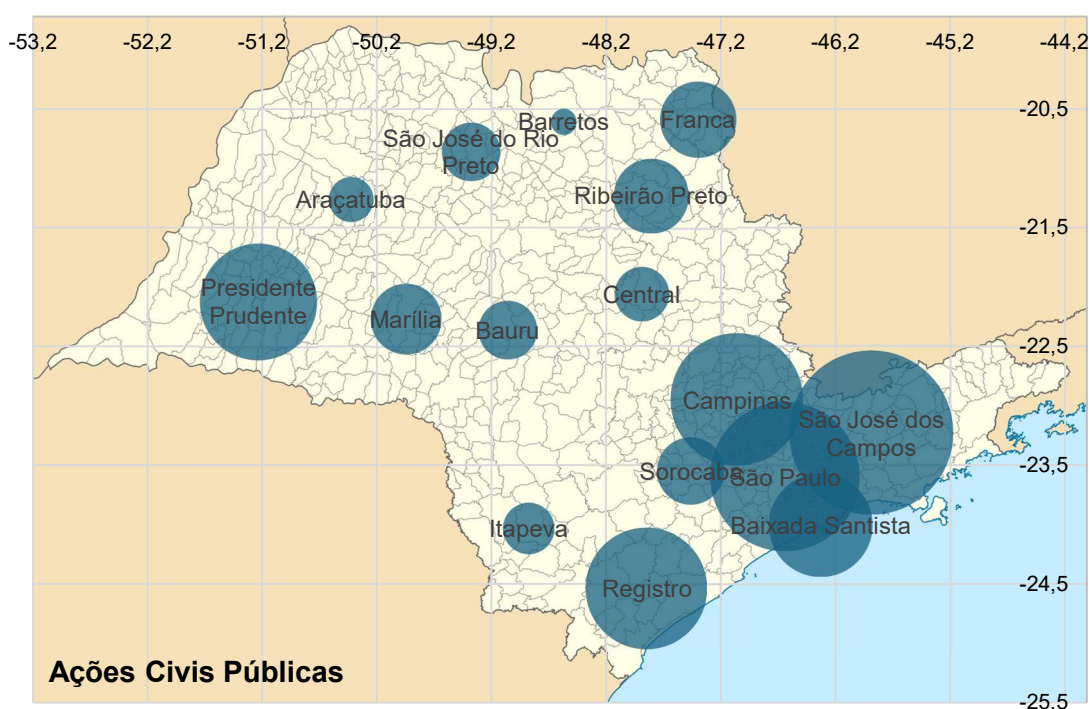 -53,2 -52,2 -51,2 -50,2 -49,2 -48,2 -47,2 -46,2 -45,2 -44,2
-20,5
Barretos
Franca
São José do Rio
Preto
Ribeirão Preto
Araçatuba
-21,5
Presidente
Prudente
Central
Marília
Bauru
-22,5
Campinas
São José dos
Campos
-23,5
Sorocaba
São Paulo
Itapeva
Baixada Santista
-24,5
Registro
Ações Civis Públicas
-25,5